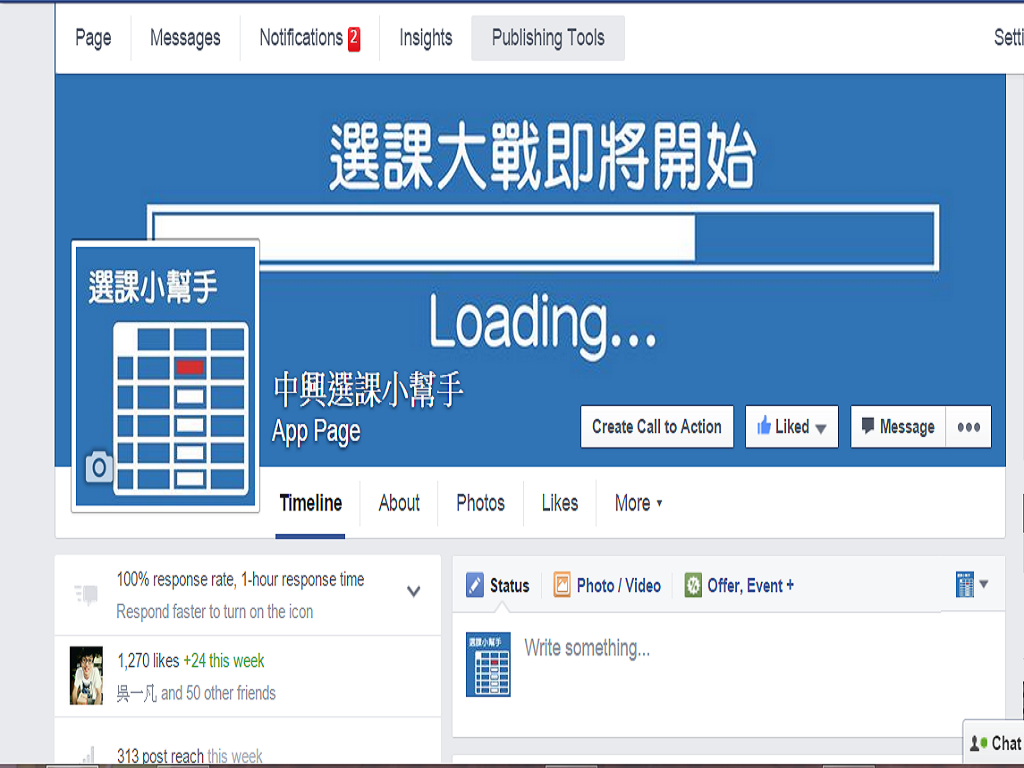 Page Messages Notifications 2 Insights Publishing Tools Setti
選課大戰即將開始
Loading...
選課小幫手
中興選課小幫手
App Page
Create Call to Action Liked Message
Timeline About Photos Likes More
100% response rate, 1-hour response time
Respond faster to turn on the icon
1,270 likes +24 this week
吳一凡 and 50 other friends
313 post reach this week
Status Photo / Video Offer, Event +
選課小幫手
Write something...
Chat